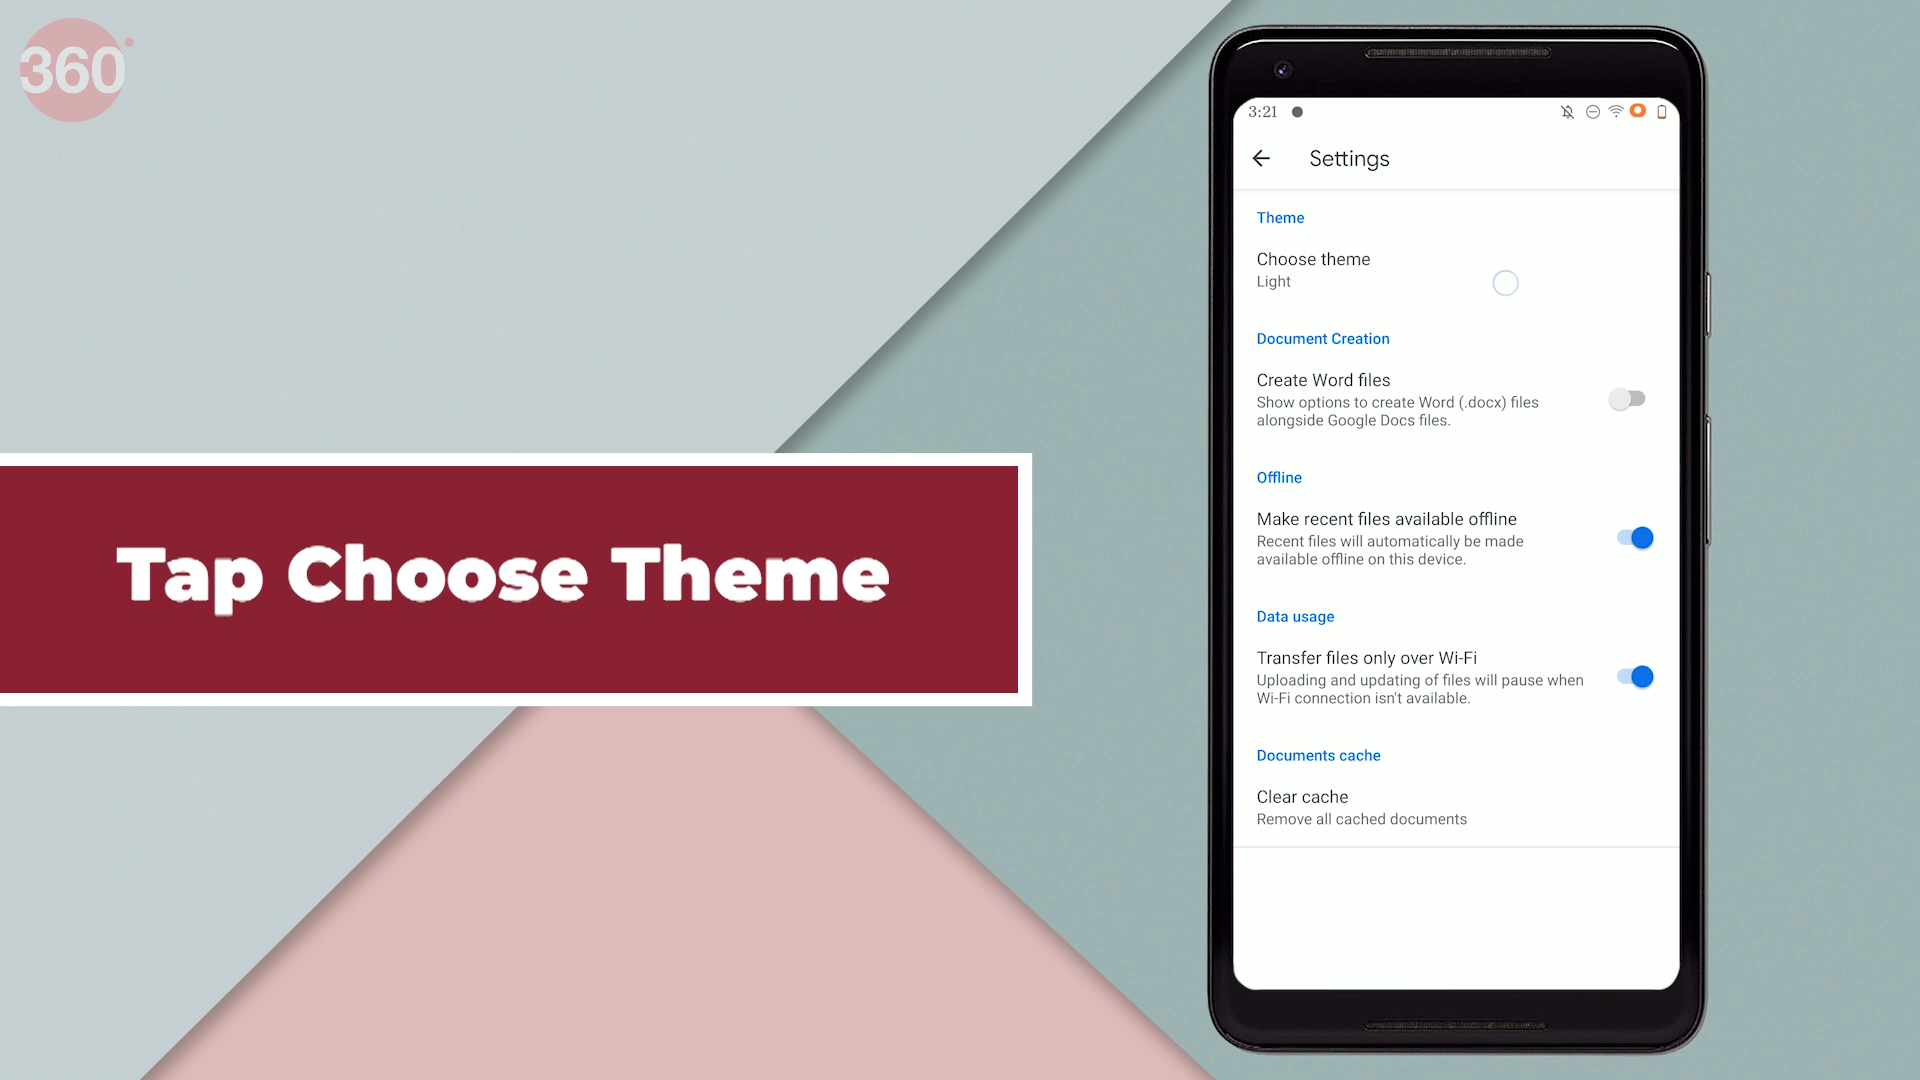 360
Tap Choose Theme
3:21
Settings
Theme
Choose theme
Light
Document Creation
Create Word files
Show options to create Word (.docx) files
alongside Google Docs files.
Offline
Make recent files available offline
Recent files will automatically be made
available offline on this device.
Data usage
Transfer files only over Wi-Fi
Uploading and updating of files will pause when
Wi-Fi connection isn't available.
Documents cache
Clear cache
Remove all cached documents